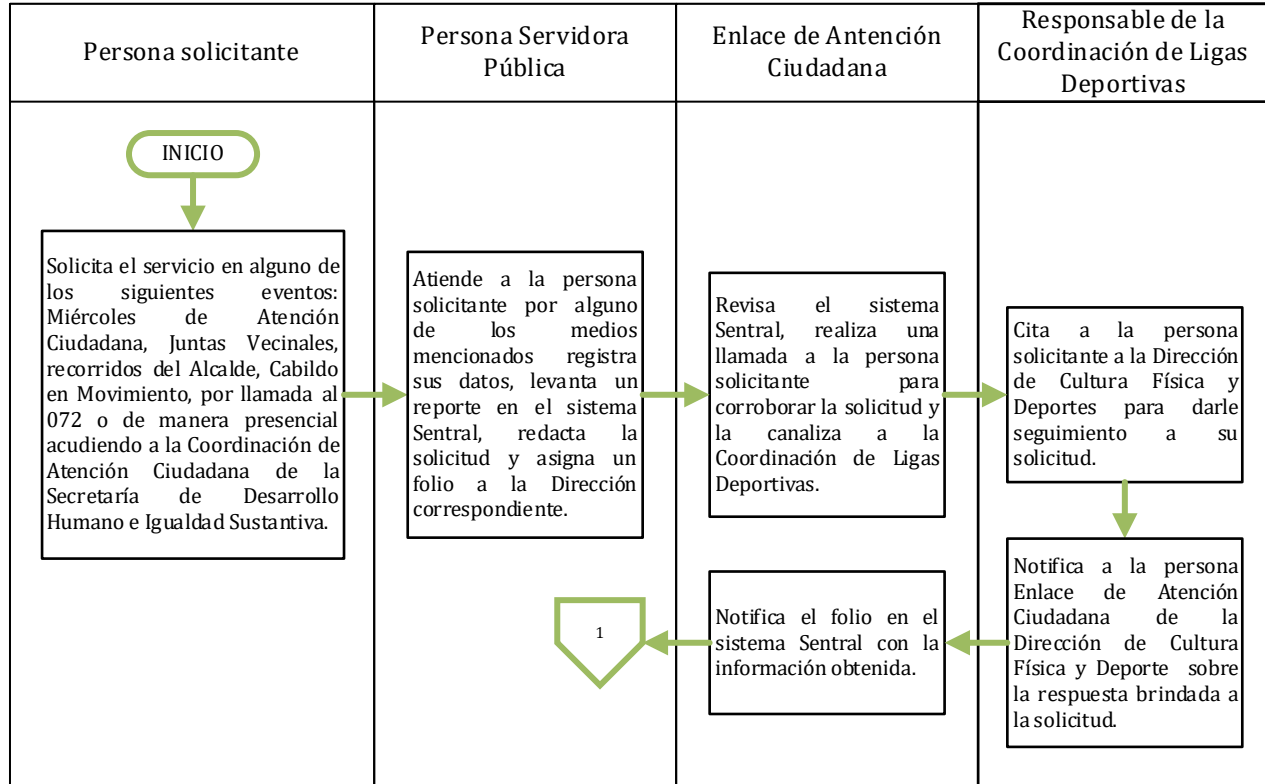 Persona solicitante
Persona Servidora
Pública
Enlace de Antención
Ciudadana
Responsable de la
Coordinación de Ligas
Deportivas
INICIO
Solicita el servicio en alguno de
los siguientes eventos:
Miércoles de Atención
Ciudadana, Juntas Vecinales,
recorridos del Alcalde, Cabildo
en Movimiento, por llamada al
072 o de manera presencial
acudiendo a la Coordinación de
Atención Ciudadana de la
Secretaría de Desarrollo
Humano e Igualdad Sustantiva.
Atiende a la persona
solicitante por alguno
de los medios
mencionados registra
sus datos, levanta un
reporte en el sistema
Sentral, redacta la
solicitud y asigna un
folio a la Dirección
correspondiente.
Revisa el sistema
Sentral, realiza una
llamada a la persona
solicitante para
corroborar la solicitud y
la canaliza a la
Coordinación de Ligas
Deportivas.
Cita a la persona
solicitante a la Dirección
de Cultura Física y
Deportes para darle
seguimiento a su
solicitud.
Notifica a la persona
Enlace de Atención
Ciudadana de la
Dirección de Cultura
Física y Deporte sobre
la respuesta brindada a
la solicitud.
Notifica el folio en el
sistema Sentral con la
información obtenida.
1